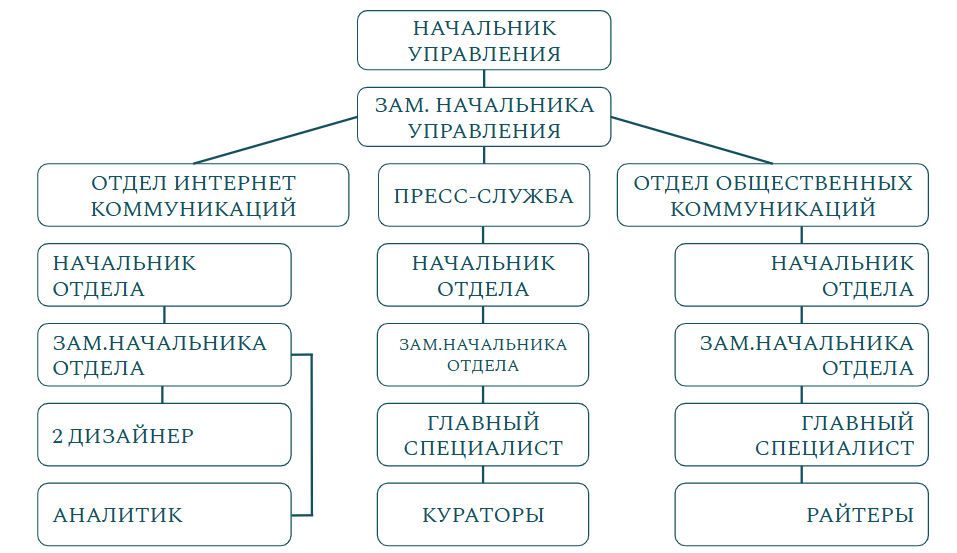 НАЧАЛЬНИК
УПРАВЛЕНИЯ
ЗАМ. НАЧАЛЬНИКА
УПРАВЛЕНИЯ
ОТДЕЛ ИНТЕРНЕТ
КОММУНИКАЦИЙ
ПРЕСС-СЛУЖБА
ОТДЕЛ ОБЩЕСТВЕННЫХ
КОММУНИКАЦИЙ
НАЧАЛЬНИК
ОТДЕЛА
НАЧАЛЬНИК
ОТДЕЛА
НАЧАЛЬНИК
ОТДЕЛА
ЗАМ.НАЧАЛЬНИКА
ОТДЕЛА
ЗАМ.НАЧАЛЬНИКА
ОТДЕЛА
ЗАМ.НАЧАЛЬНИКА
ОТДЕЛА
2 ДИЗАЙНЕР
ГЛАВНЫЙ
СПЕЦИАЛИСТ
ГЛАВНЫЙ
СПЕЦИАЛИСТ
АНАЛИТИК
КУРАТОРЫ
РАЙТЕРЫ